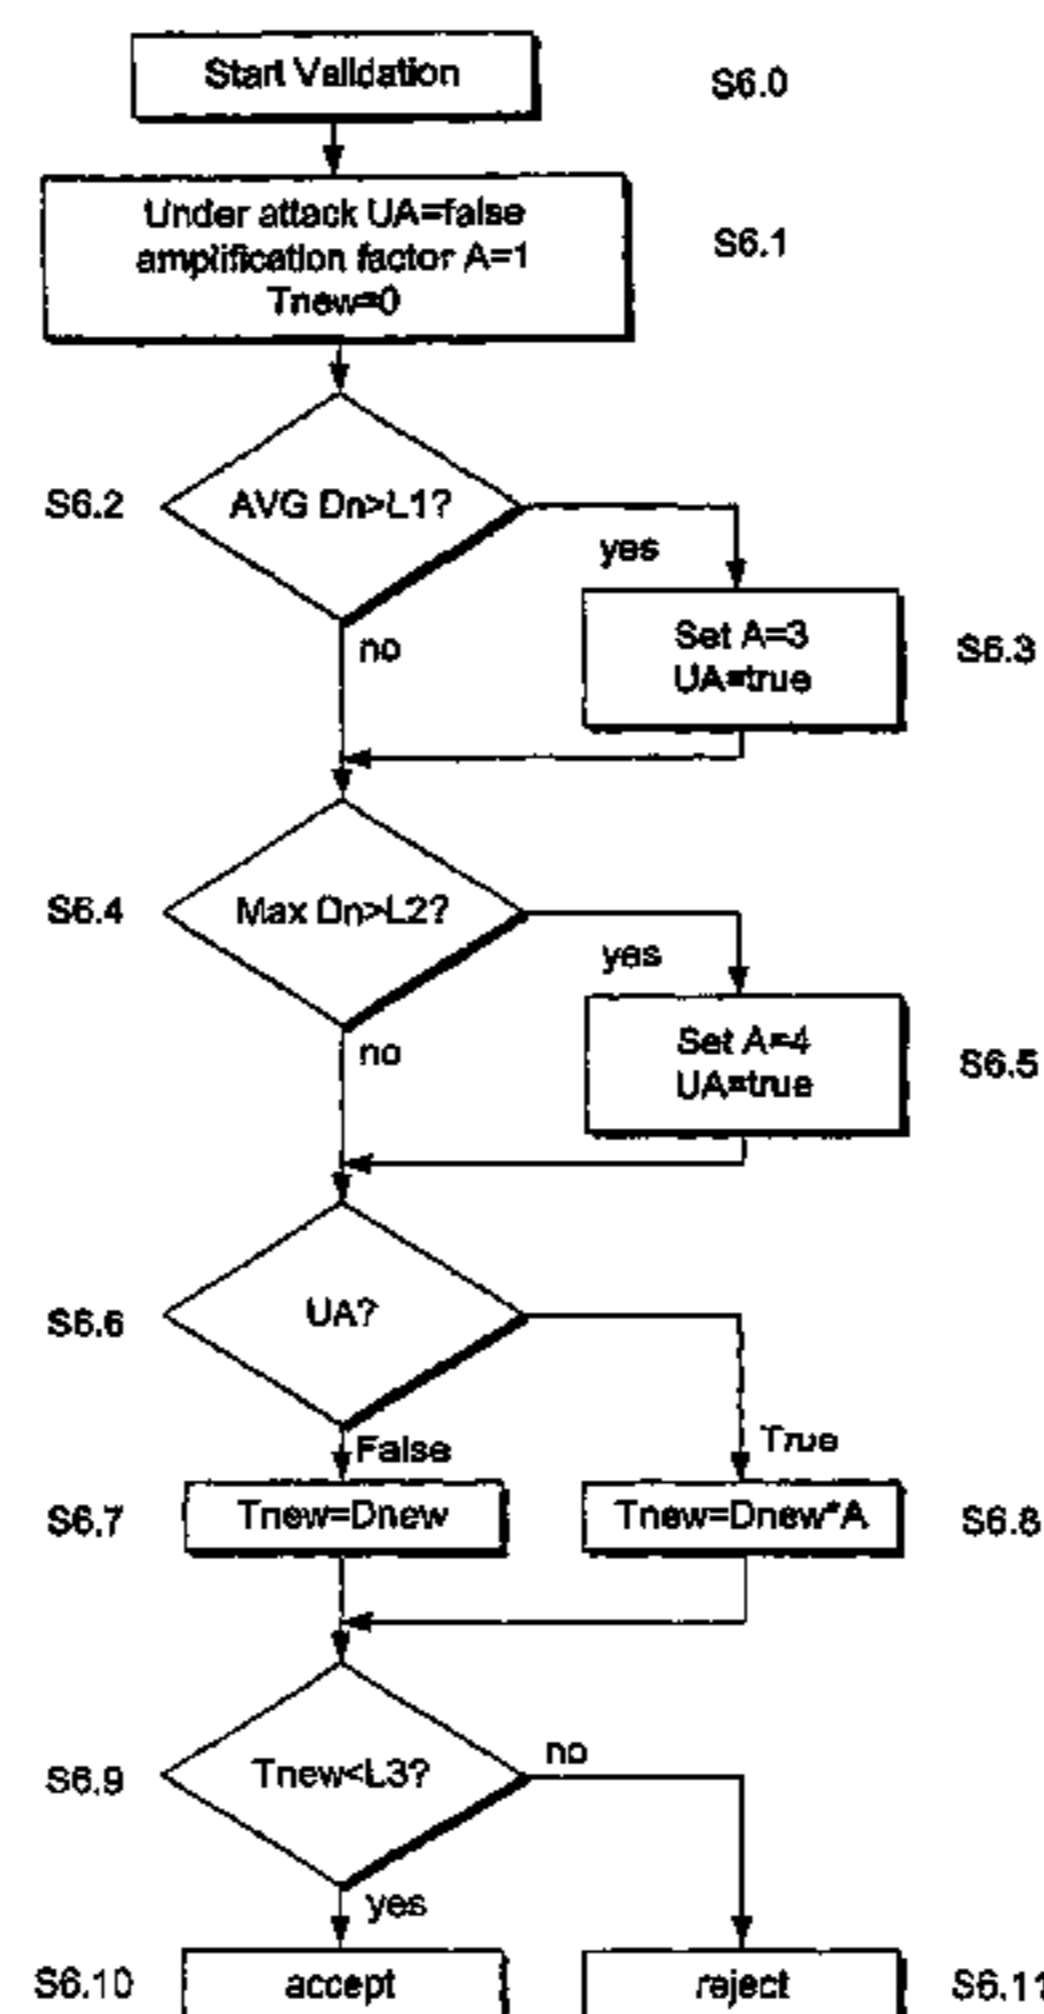 Start Validation
S6.0
Under attack UA=false
amplification factor A=1
Tnew=0
S6.1
S6.2
AVG Dn>L1?
yes
no
Set A=3
UA=true
S6.3
S6.4
Max Dn>L2?
yes
no
Set A=4
UA=true
S6.5
S6.6
UA?
False
True
S6.7
Tnew=Dnew
Tnew=Dnew*A
S6.8
S6.9
Tnew<L3?
no
yes
S6.10
accept
reject
S6.11